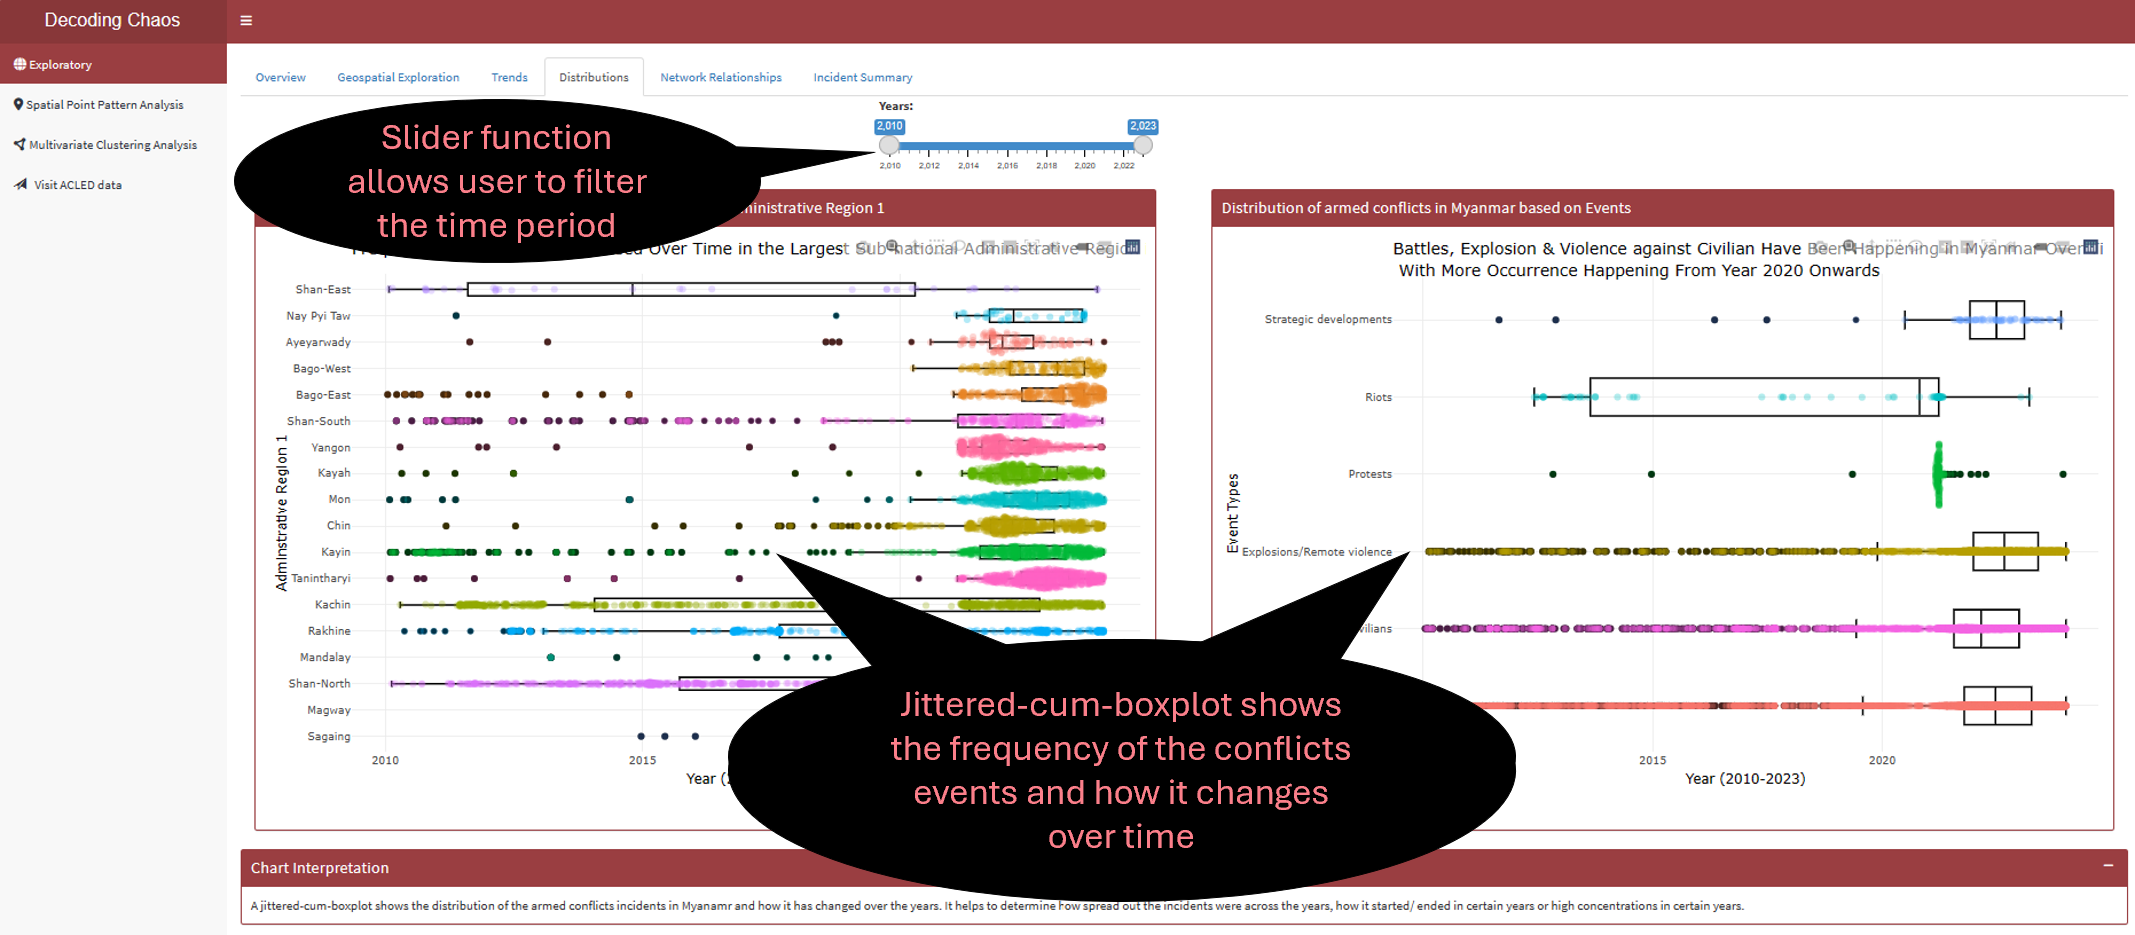 Decoding Chaos
Exploratory
Spatial Point Pattern Analysis
Multivariate Clustering Analysis
Visit ACLED data
Overview
Geospatial Exploration
Trends
Distributions
Network Relationships
Incident Summary
Years:
2,010
2,023
2,010 2,012 2,014 2,016 2,018 2,020 2,022
Slider function
allows user to filter
the time period
Administrative Region 1
Over Time in the Largest Sub-national Administrative Region
Shan-East
Nay Pyi Taw
Ayeyarwady
Bago-West
Bago-East
Shan-South
Yangon
Kayah
Mon
Chin
Kayin
Tanintharyi
Kachin
Rakhine
Mandalay
Shan-North
Magway
Sagaing
Adminstrative Region 1
2010
2015
Year
Distribution of armed conflicts in Myanmar based on Events
Battles, Explosion & Violence against Civilian Have Been Happening in Myanmar Over
With More Occurrence Happening From Year 2020 Onwards
Strategic developments
Riots
Protests
Explosions/Remote violence
Event Types
2015
2020
Year (2010-2023)
Jittered-cum-boxplot shows
the frequency of the conflicts
events and how it changes
over time
Chart Interpretation
A jittered-cum-boxplot shows the distribution of the armed conflicts incidents in Myanamr and how it has changed over the years. It helps to determine how spread out the incidents were across the years, how it started/ ended in certain years or high concentrations in certain years.